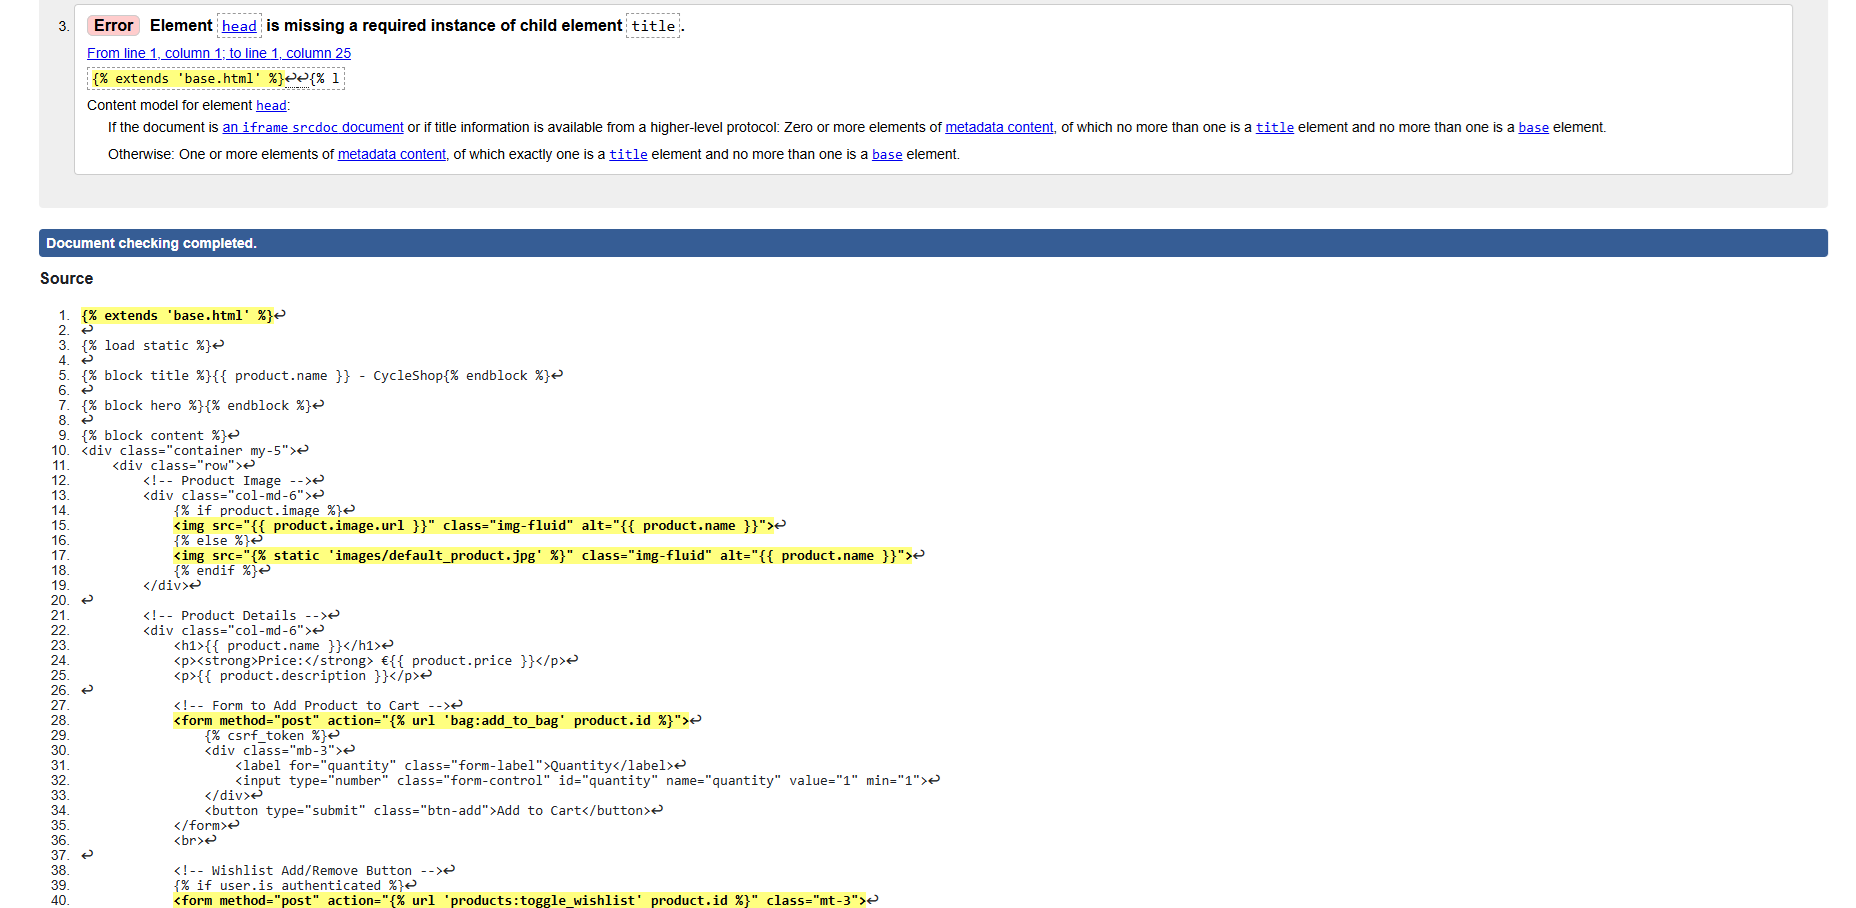 3. Error Element head is missing a required instance of child element title.
From line 1, column 1; to line 1, column 25
{% extends 'base.html' %}↩↩{% l
Content model for element head:
If the document is an iframe srcdoc document or if title information is available from a higher-level protocol: Zero or more elements of metadata content, of which no more than one is a title element and no more than one is a base element.
Otherwise: One or more elements of metadata content, of which exactly one is a title element and no more than one is a base element.
Document checking completed.
Source
1. {% extends 'base.html' %}↩
2. ↩
3. {% load static %}↩
4. ↩
5. {% block title %}{{ product.name }} - CycleShop{% endblock %}↩
6. ↩
7. {% block hero %}{% endblock %}↩
8. ↩
9. {% block content %}↩
10. <div class="container my-5">↩
11. <div class="row">↩
12. <!-- Product Image -->↩
13. <div class="col-md-6">↩
14. {% if product.image %}↩
15. <img src="{{ product.image.url }}" class="img-fluid" alt="{{ product.name }}">↩
16. {% else %}↩
17. <img src="{% static 'images/default_product.jpg' %}" class="img-fluid" alt="{{ product.name }}">↩
18. {% endif %}↩
19. </div>↩
20. ↩
21. <!-- Product Details -->↩
22. <div class="col-md-6">↩
23. <h1>{{ product.name }}</h1>↩
24. <p><strong>Price:</strong> €{{ product.price }}</p>↩
25. <p>{{ product.description }}</p>↩
26. ↩
27. <!-- Form to Add Product to Cart -->↩
28. <form method="post" action="{% url 'bag:add_to_bag' product.id %}">↩
29. {% csrf_token %}↩
30. <div class="mb-3">↩
31. <label for="quantity" class="form-label">Quantity</label>↩
32. <input type="number" class="form-control" id="quantity" name="quantity" value="1" min="1">↩
33. </div>↩
34. <button type="submit" class="btn-add">Add to Cart</button>↩
35. </form>↩
36. <br>↩
37. ↩
38. <!-- Wishlist Add/Remove Button -->↩
39. {% if user.is_authenticated %}↩
40. <form method="post" action="{% url 'products:toggle_wishlist' product.id %}" class="mt-3">↩